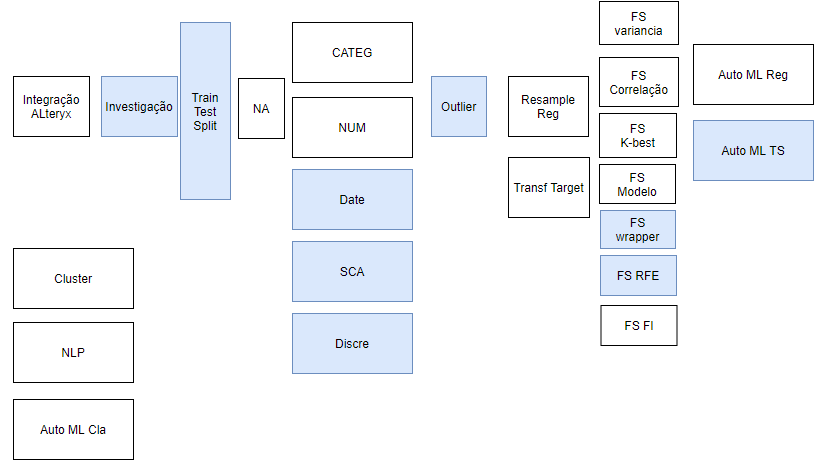 Integração
ALteryx
Investigação
Train
Test
Split
NA
CATEG
NUM
Date
SCA
Discre
Outlier
Resample
Reg
Transf Target
FS
variancia
FS
Correlação
FS
K-best
FS
Modelo
FS
wrapper
FS RFE
FS FI
Auto ML Reg
Auto ML TS
Cluster
NLP
Auto ML Cla